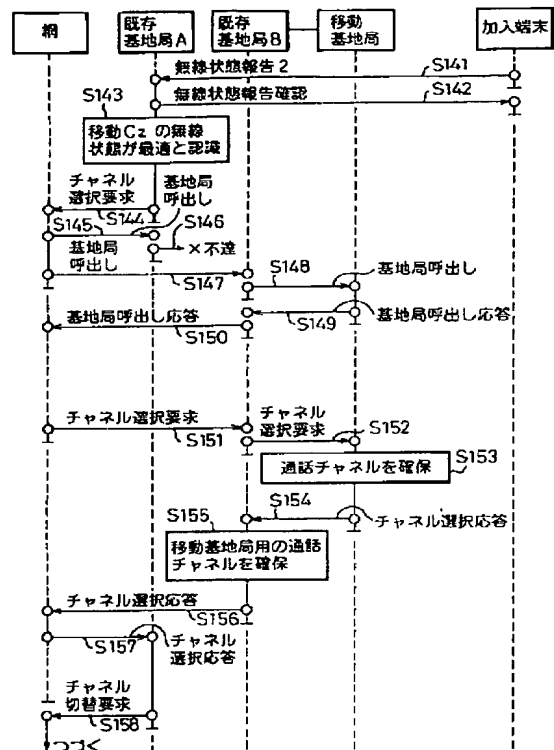 網
既存
基地局A
既存
基地局B
移動
基地局
加入端末
無線状態報告2
S141
無線状態報告確認
S142
S143
移動Czの無線
状態が最適と認識
チャネル
選択要求
S144
基地局
呼出し
S145
S146
×不達
基地局
呼出し
S147
S148
基地局呼出し
S149
基地局呼出し応答
基地局呼出し応答
S150
チャネル選択要求
S151
チャネル
選択要求
S152
通話チャネルを確保
S153
S154
チャネル選択応答
S155
移動基地局用の通話
チャネルを確保
チャネル選択応答
S156
S157
チャネル
選択応答
チャネル
切替要求
S158
つづく